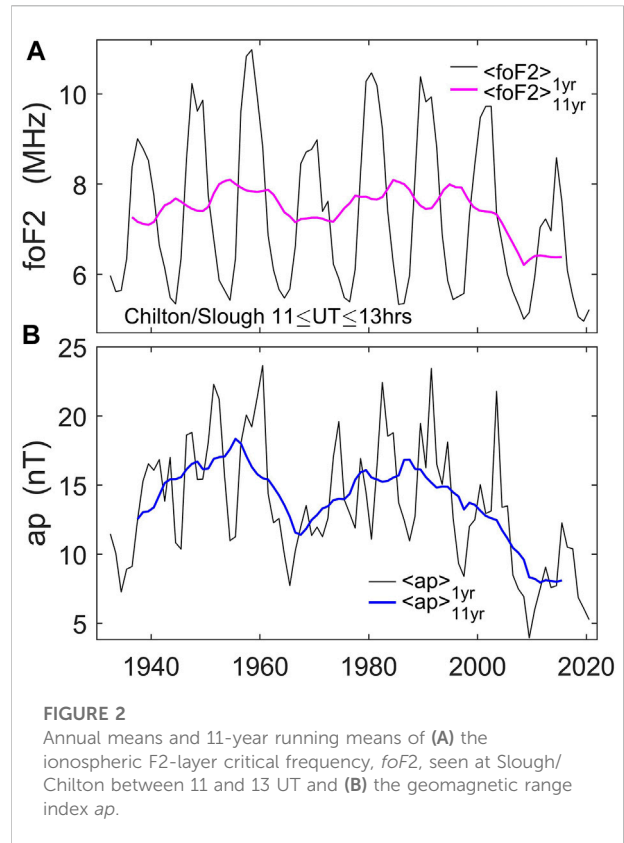 A
foF2 (MHz)
10
8
6
<foF2>1yr
<foF2>11yr
Chilton/Slough 11≤UT≤13hrs
B
ap (nT)
25
20
15
10
5
<ap>1yr
<ap>11yr
1940 1960 1980 2000 2020
FIGURE 2
Annual means and 11-year running means of (A) the
ionospheric F2-layer critical frequency, foF2, seen at Slough/
Chilton between 11 and 13 UT and (B) the geomagnetic range
index ap.